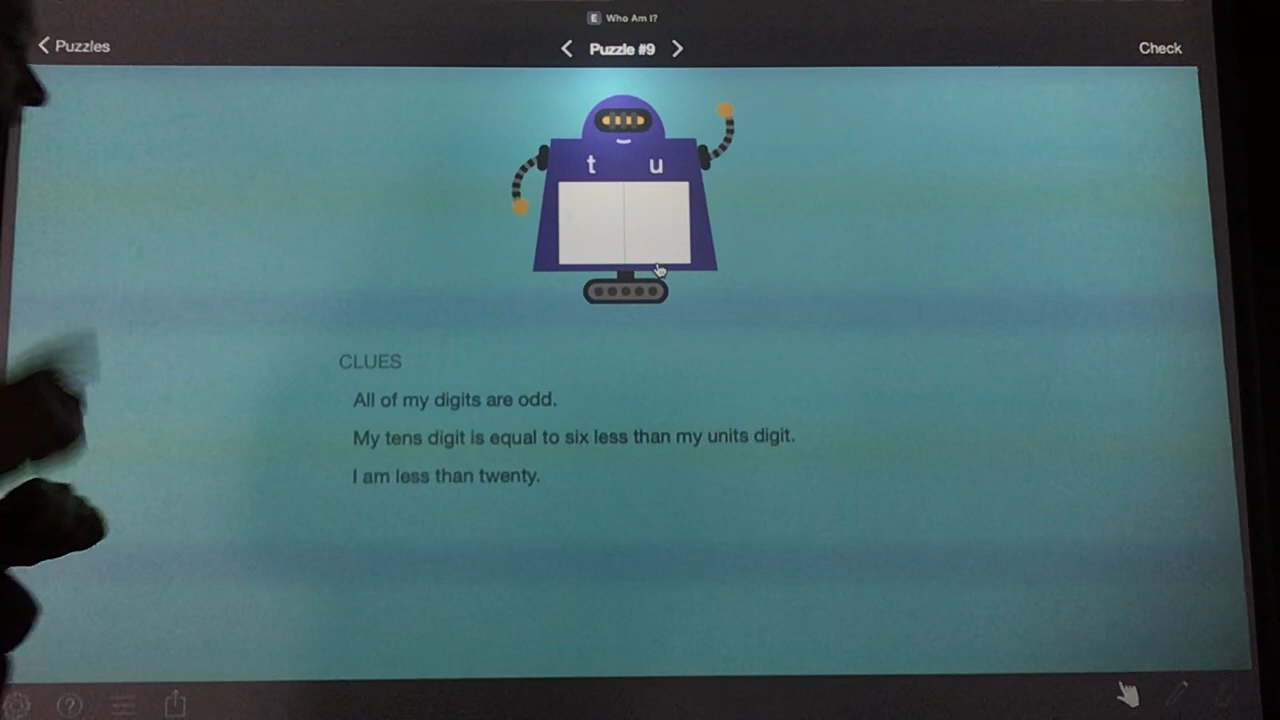 E Who Am I?
Puzzles
Puzzle #9
Check
t u
CLUES
All of my digits are odd.
My tens digit is equal to six less than my units digit.
I am less than twenty.
?